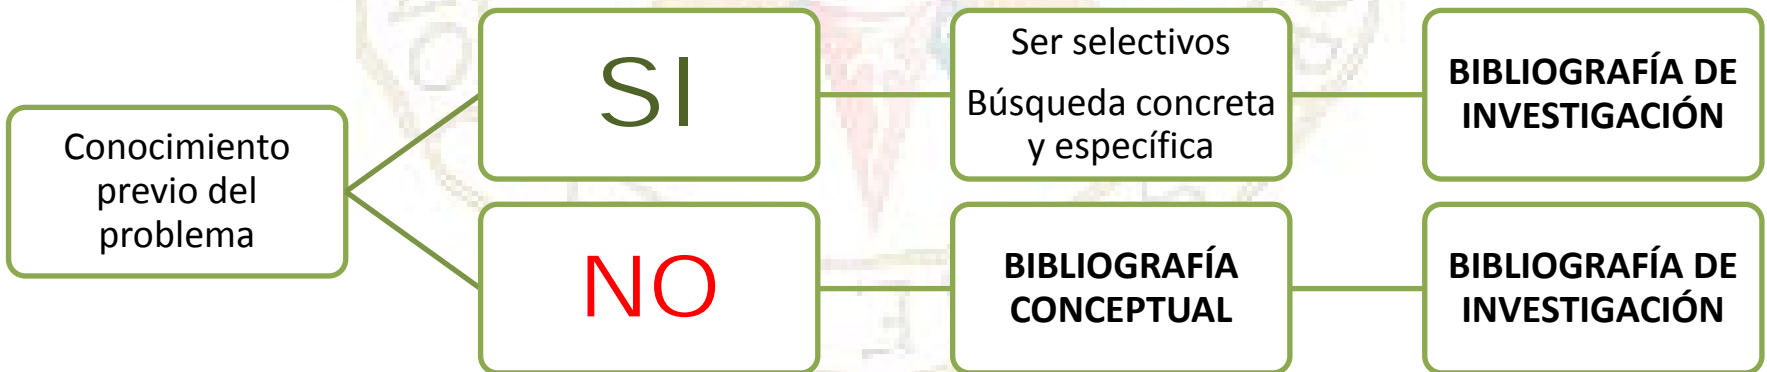 Conocimiento
previo del
problema
SI
Ser selectivos
Búsqueda concreta
y específica
BIBLIOGRAFÍA DE
INVESTIGACIÓN
NO
BIBLIOGRAFÍA
CONCEPTUAL
BIBLIOGRAFÍA DE
INVESTIGACIÓN